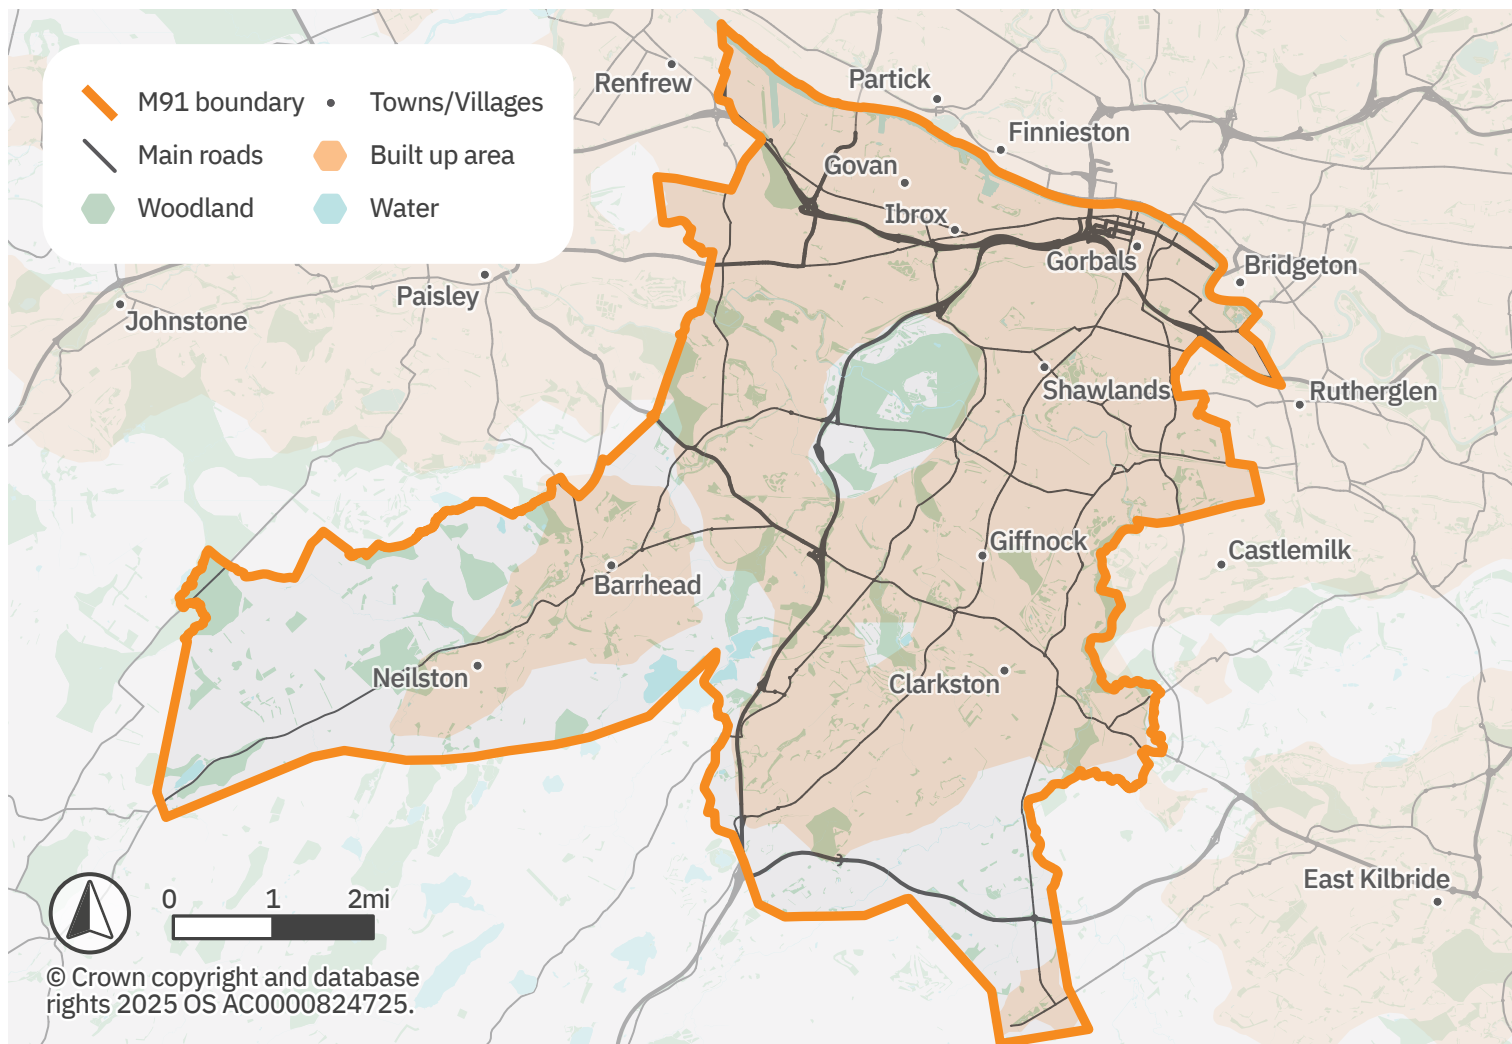 M91 boundary
Towns/Villages
Main roads
Built up area
Woodland
Water
Renfrew
Partick
Finnieston
Govan
Ibrox
Gorbals
Bridgeton
Paisley
Johnstone
Shawlands
Rutherglen
Giffnock
Castlemilk
Barrhead
Neilston
Clarkston
East Kilbride
0 1 2mi
© Crown copyright and database
rights 2025 OS AC0000824725.